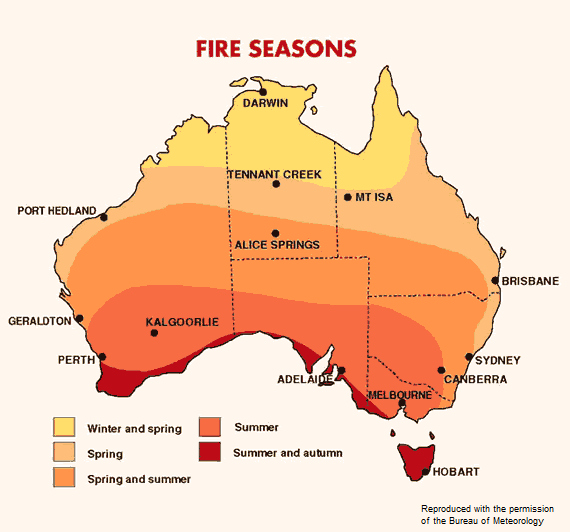 FIRE SEASONS
DARWIN
TENNANT CREEK
MT ISA
PORT HEDLAND
ALICE SPRINGS
BRISBANE
GERALDTON
KALGOORLIE
PERTH
SYDNEY
ADELAIDE
CANBERRA
MELBOURNE
Winter and spring
Summer
Spring
Summer and autumn
Spring and summer
HOBART
Reproduced with the permission
of the Bureau of Meteorology